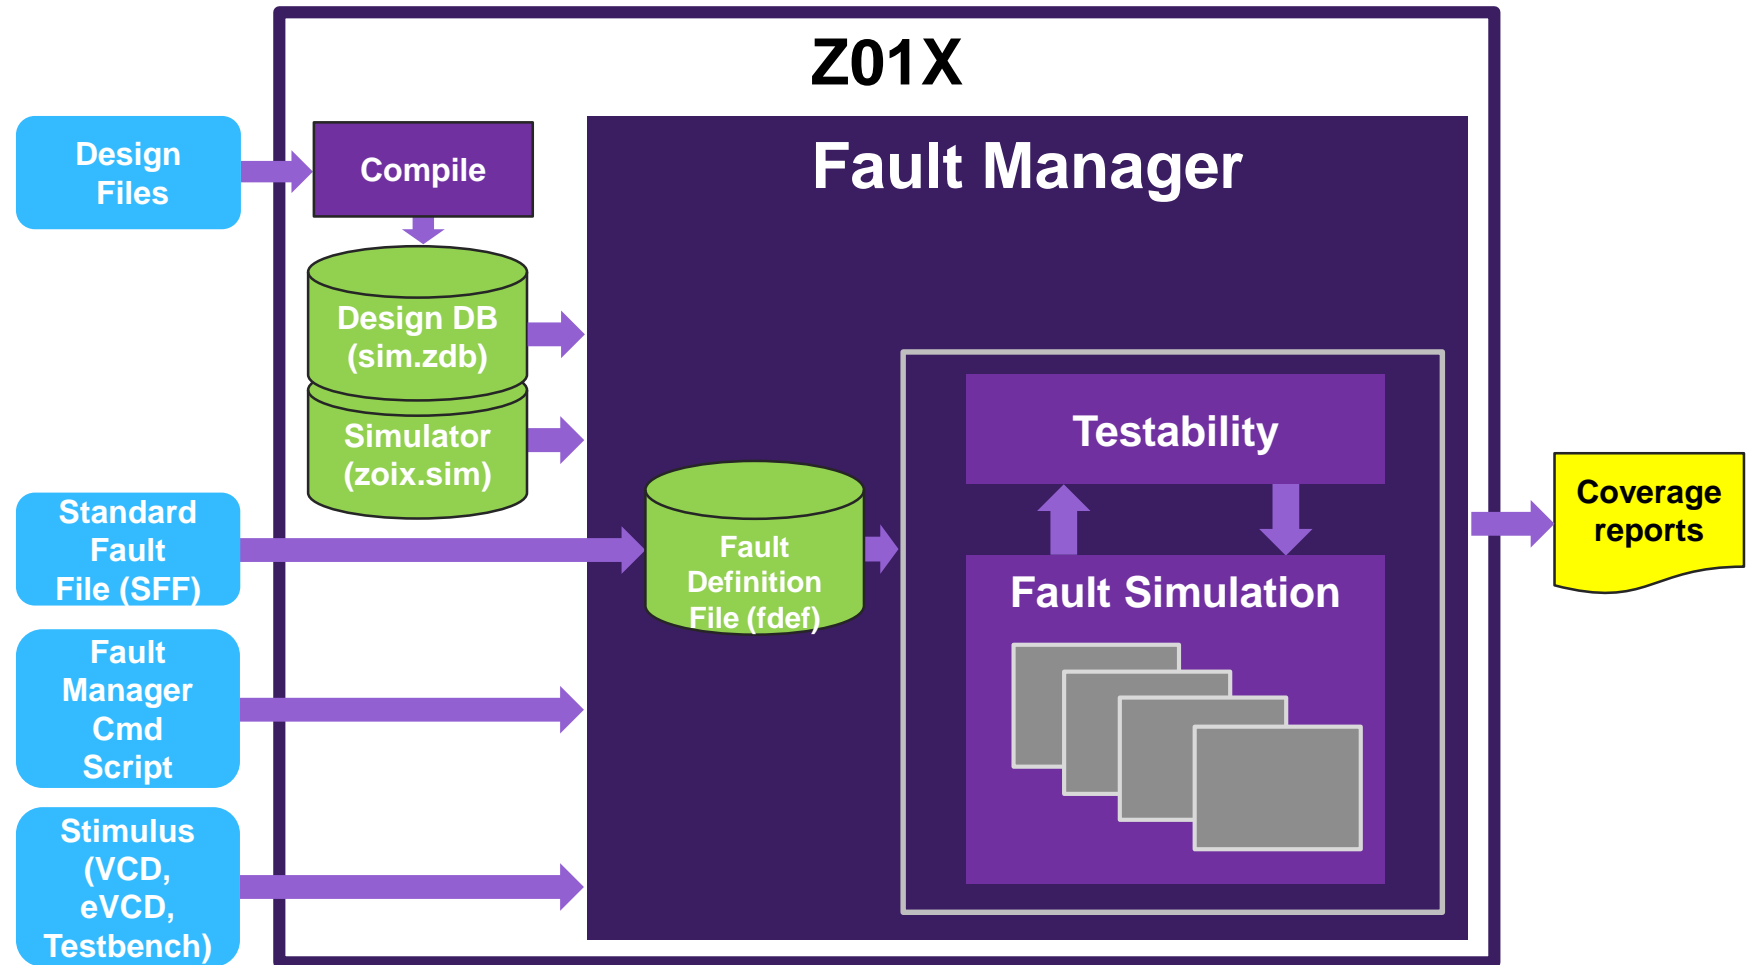 Z01X
Design
Files
Compile
Fault Manager
Design DB
(sim.zdb)
Simulator
(zoix.sim)
Testability
Standard
Fault
File (SFF)
Fault
Definition
File (fdef)
Fault Simulation
Coverage
reports
Fault
Manager
Cmd
Script
Stimulus
(VCD,
eVCD,
Testbench)